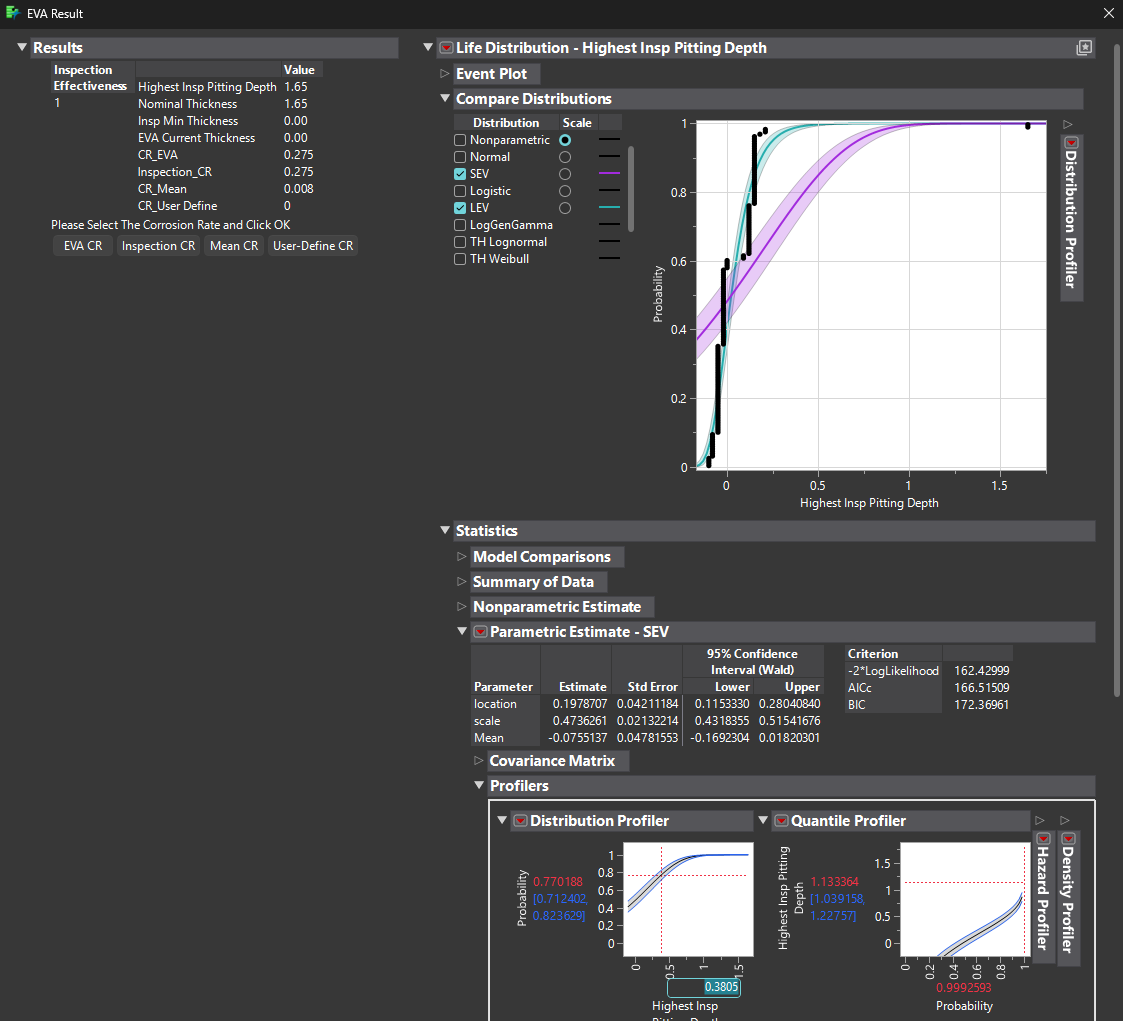 EVA Result
Results
Inspection Effectiveness Value
1 Highest Insp Pitting Depth 1.65
Nominal Thickness 1.65
Insp Min Thickness 0.00
EVA Current Thickness 0.00
CR_EVA 0.275
Inspection_CR 0.275
CR_Mean 0.008
CR_User Define 0
Please Select The Corrosion Rate and Click OK
EVA CR Inspection CR Mean CR User-Define CR
Life Distribution - Highest Insp Pitting Depth
Event Plot
Compare Distributions
Distribution Scale
Nonparametric
Normal
SEV
Logistic
LEV
LogGenGamma
TH Lognormal
TH Weibull
Probability
1
0.8
0.6
0.4
0.2
0
0 0.5 1 1.5
Highest Insp Pitting Depth
Distribution Profiler
Statistics
Model Comparisons
Summary of Data
Nonparametric Estimate
Parametric Estimate - SEV
95% Confidence
Interval (Wald)
Parameter Estimate Std Error Lower Upper
location 0.1978707 0.04211184 0.1153330 0.28040840
scale 0.4736261 0.02132214 0.4318355 0.51541676
Mean -0.0755137 0.04781553 -0.1692304 0.01820301
Criterion
-2*LogLikelihood 162.42999
AICc 166.51509
BIC 172.36961
Covariance Matrix
Profilers
Distribution Profiler
Probability
0.770188
[0.712402,
0.823629]
1
0.8
0.6
0.4
0.2
0
0 0.5 1 1.5
0.3805
Highest Insp
Quantile Profiler
Highest Insp Pitting
Depth
1.133364
[1.039158,
1.22757]
1.5
1
0.5
0
0 0.2 0.4 0.6 0.8 1
0.9992593
Probability
Hazard Profiler
Density Profiler